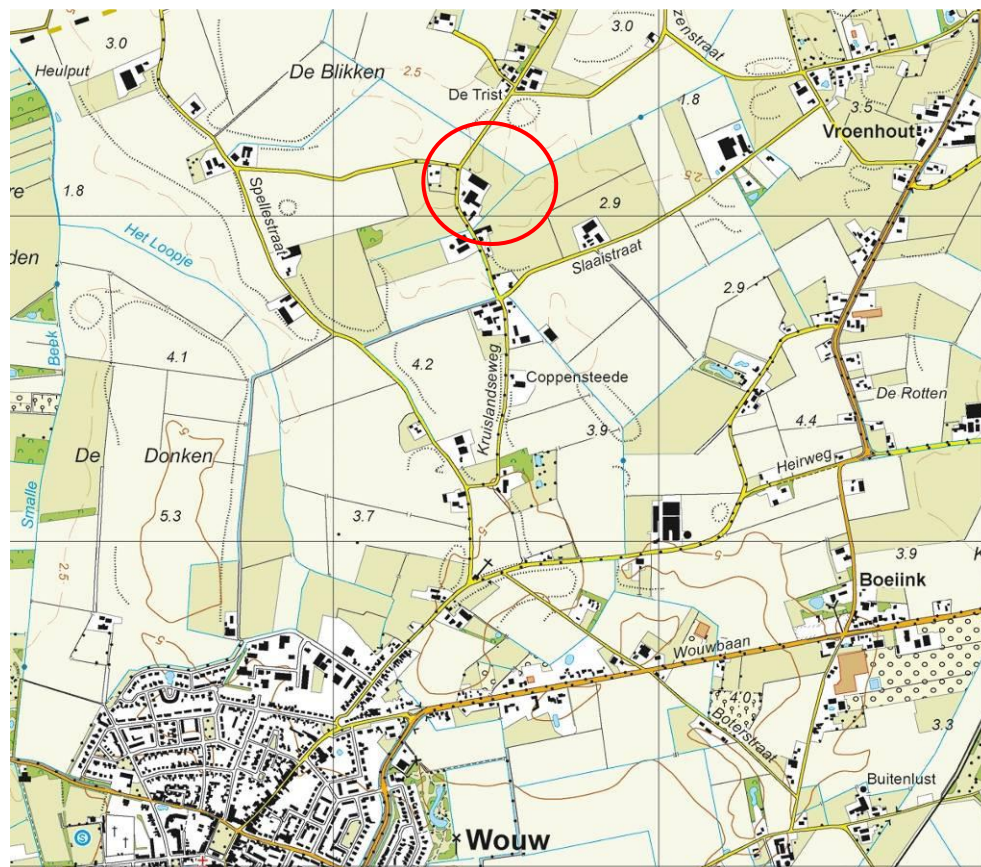 3.0
Heulput
De Blikken
2.5
De Trist
3.0
zenstraat
1.8
3.5
Vroenhout
re
1.8
Spellestraat
2.9
2.5
Het Loopje
Slaaistraat
den
2.9
Beek
4.1
4.2
Kruislandseweg
Coppensteede
De Rotten
4.4
3.9
De Donken
5
Heirweg
Smalle
5.3
3.7
5
5
2.5
3.9
K
Boeiink
5
Wouwbaan
4.0
Boterstraat
3.3
Buitenlust
S
Wouw